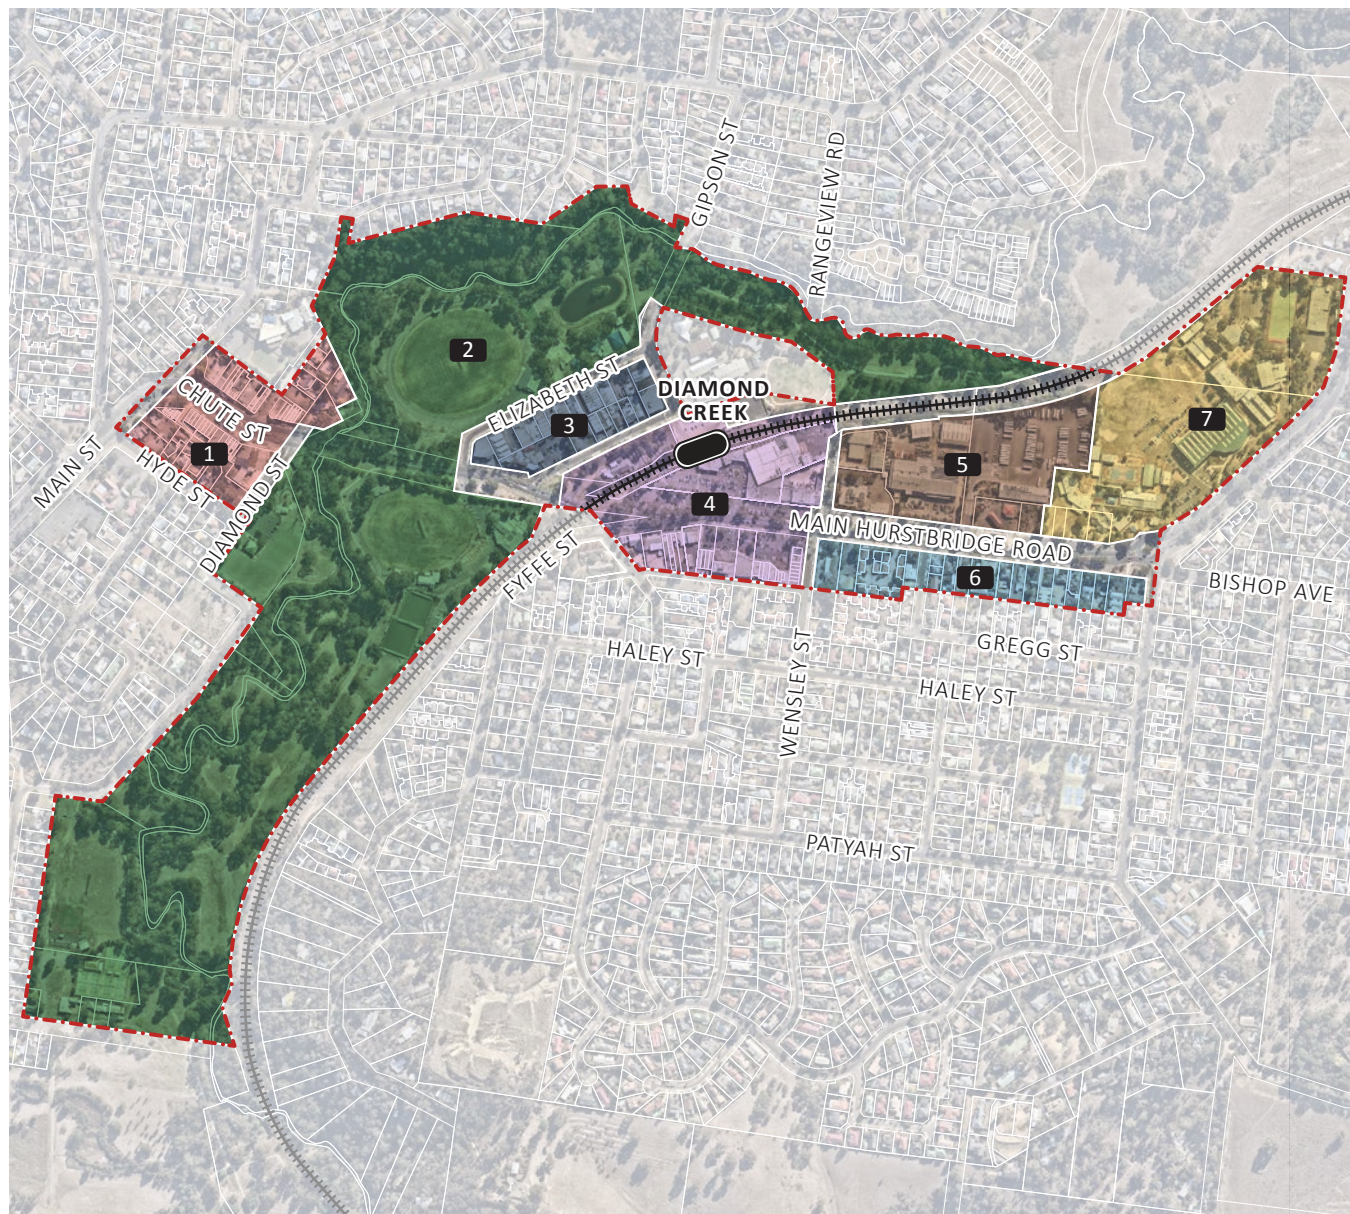 GIPSON ST
RANGEVIEW RD
2
ELIZABETH ST
DIAMOND
CREEK
CHUTE ST
3
7
1
MAIN ST
HYDE ST
DIAMOND ST
5
4
MAIN HURSTBRIDGE ROAD
FYFFE ST
6
BISHOP AVE
HALEY ST
GREGG ST
WENSLEY ST
HALEY ST
PATYAH ST